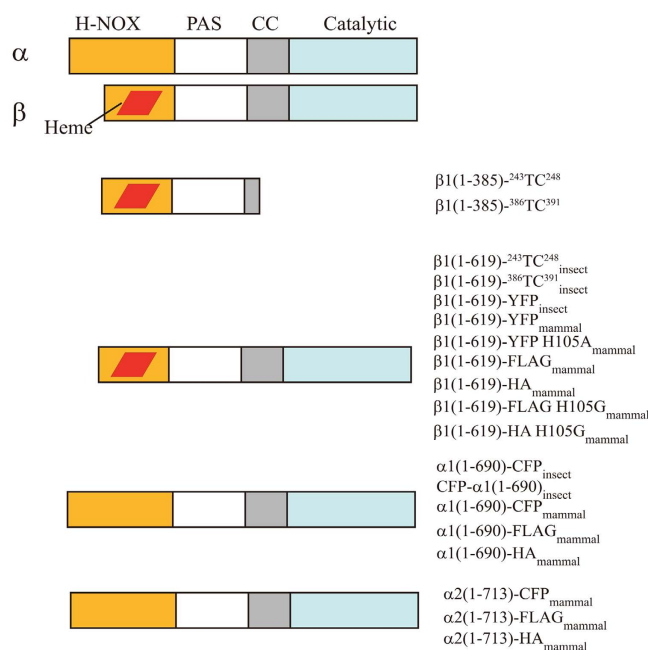 H-NOX PAS CC Catalytic
α
β
Heme
β1(1-385)-²⁴³TC²⁴⁸
β1(1-385)-³⁸⁶TC³⁹¹
β1(1-619)-²⁴³TC²⁴⁸insect
β1(1-619)-³⁸⁶TC³⁹¹insect
β1(1-619)-YFPinsect
β1(1-619)-YFPmammal
β1(1-619)-YFP H105Amammal
β1(1-619)-FLAGmammal
β1(1-619)-HAmammal
β1(1-619)-FLAG H105Gmammal
β1(1-619)-HA H105Gmammal
α1(1-690)-CFPinsect
CFP-α1(1-690)insect
α1(1-690)-CFPmammal
α1(1-690)-FLAGmammal
α1(1-690)-HAmammal
α2(1-713)-CFPmammal
α2(1-713)-FLAGmammal
α2(1-713)-HAmammal